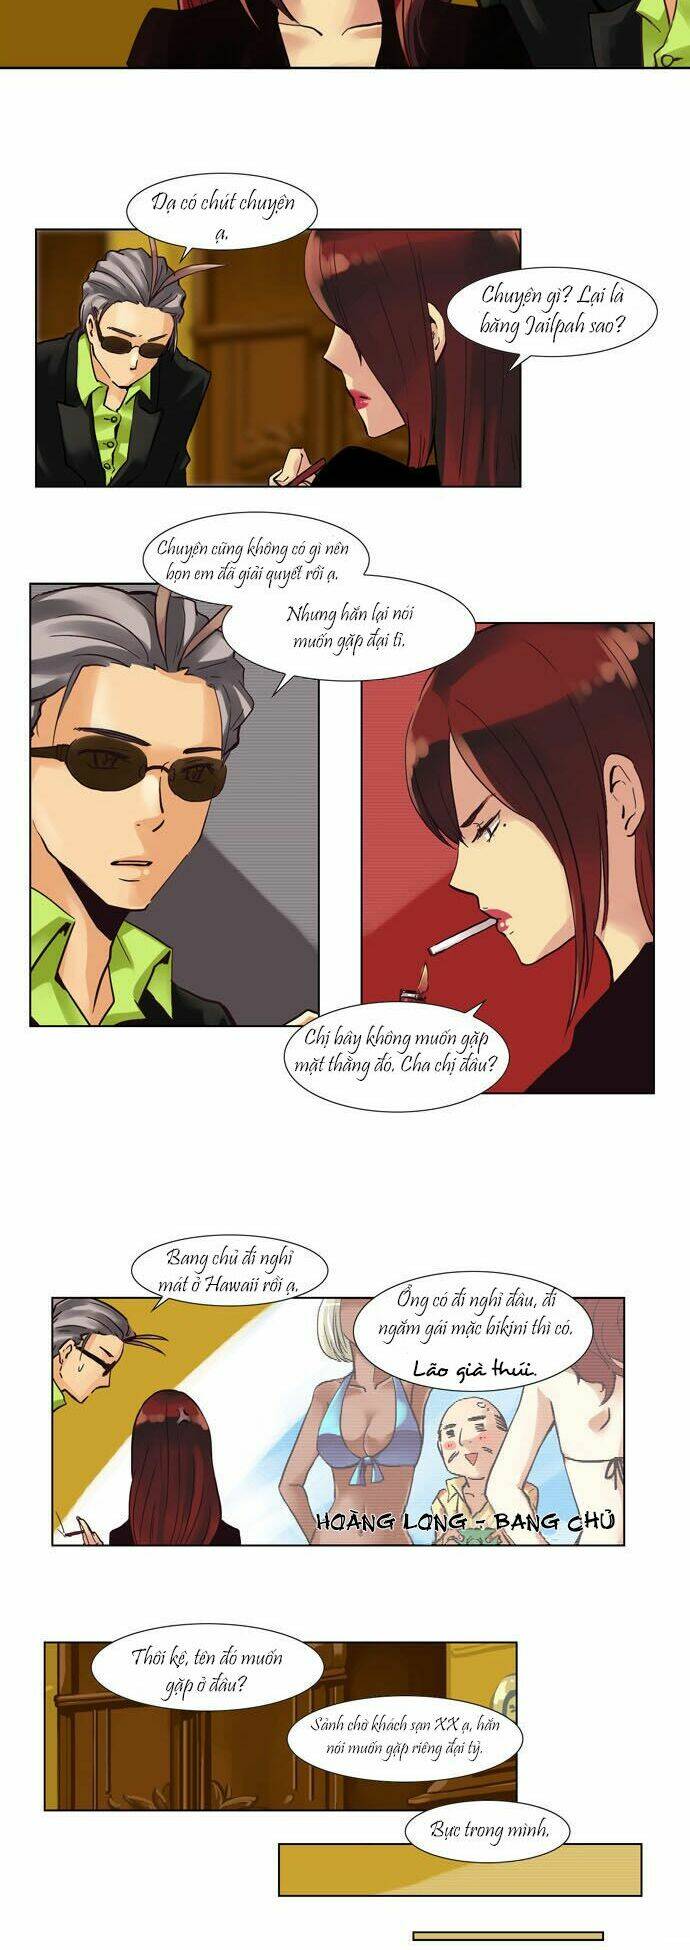 Dạ có chút chuyện
ạ.
Chuyện gì? Lại là
băng Jailpah sao?
Chuyện cũng không có gì nên
bọn em đã giải quyết rồi ạ.
Nhưng hắn lại nói
muốn gặp đại tỉ.
Chị bây không muốn gặp
mặt thằng đó. Cha chị đâu?
Bang chủ đi nghỉ
mát ở Hawaii rồi ạ.
Ổng có đi nghỉ đâu, đi
ngắm gái mặc bikini thì có.
Lão già thúi.
HOÀNG LONG - BANG CHỦ
Thôi kệ, tên đó muốn
gặp ở đâu?
Sảnh chờ khách sạn XX ạ, hắn
nói muốn gặp riêng đại tỷ.
Bực trong mình.